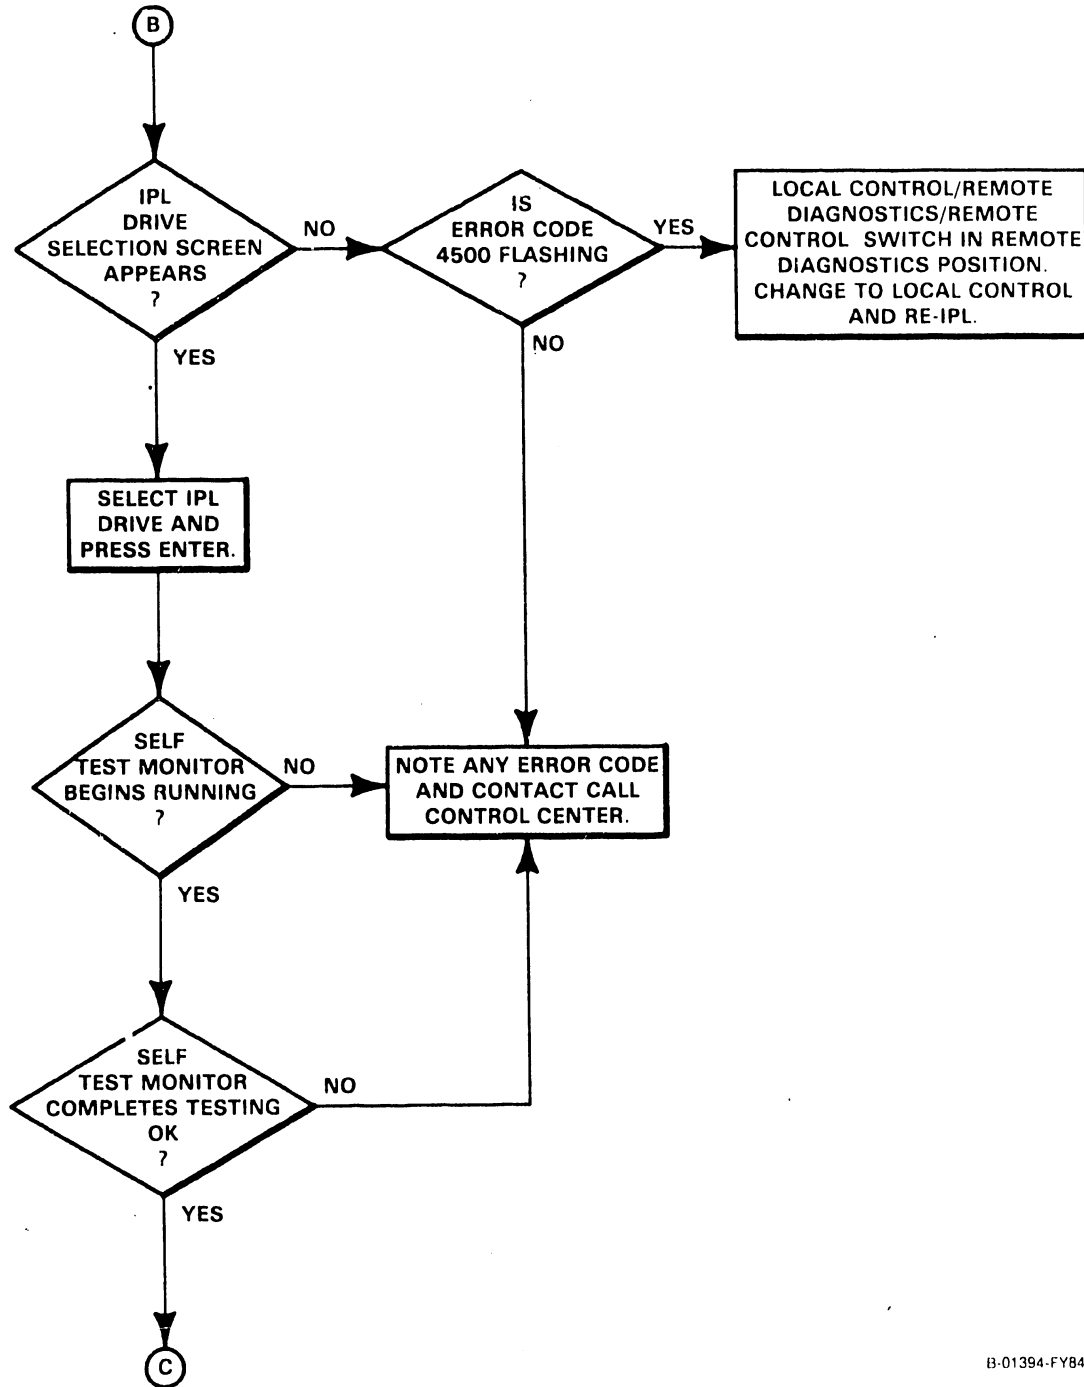 B
IPL
DRIVE
SELECTION SCREEN
APPEARS
?
NO
YES
IS
ERROR CODE
4500 FLASHING
?
YES
NO
LOCAL CONTROL/REMOTE
DIAGNOSTICS/REMOTE
CONTROL SWITCH IN REMOTE
DIAGNOSTICS POSITION.
CHANGE TO LOCAL CONTROL
AND RE-IPL.
SELECT IPL
DRIVE AND
PRESS ENTER.
SELF
TEST MONITOR
BEGINS RUNNING
?
NO
YES
NOTE ANY ERROR CODE
AND CONTACT CALL
CONTROL CENTER.
SELF
TEST MONITOR
COMPLETES TESTING
OK
?
NO
YES
C
B-01394-FY84